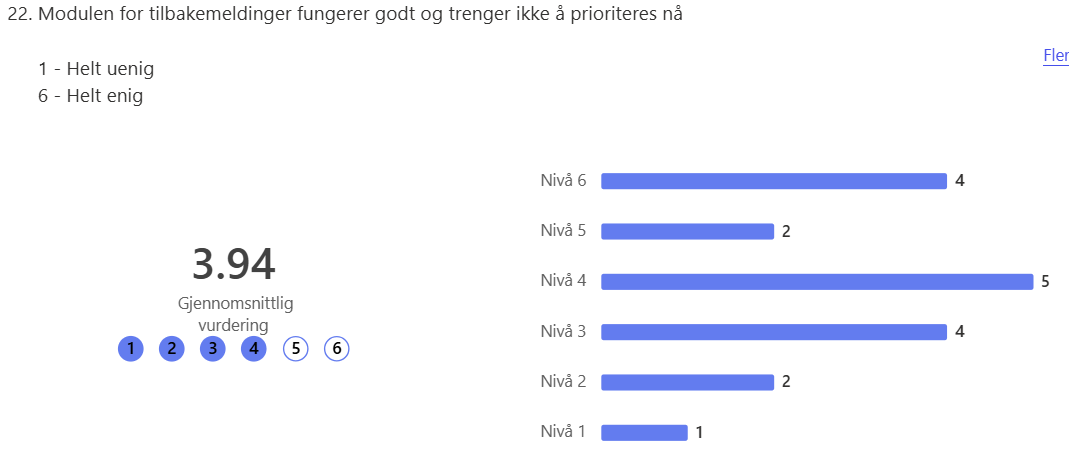 22. Modulen for tilbakemeldinger fungerer godt og trenger ikke å prioriteres nå
Fler
1 - Helt uenig
6 - Helt enig
3.94
Gjennomsnittlig
vurdering
1 2 3 4 5 6
Nivå 6 4
Nivå 5 2
Nivå 4 5
Nivå 3 4
Nivå 2 2
Nivå 1 1